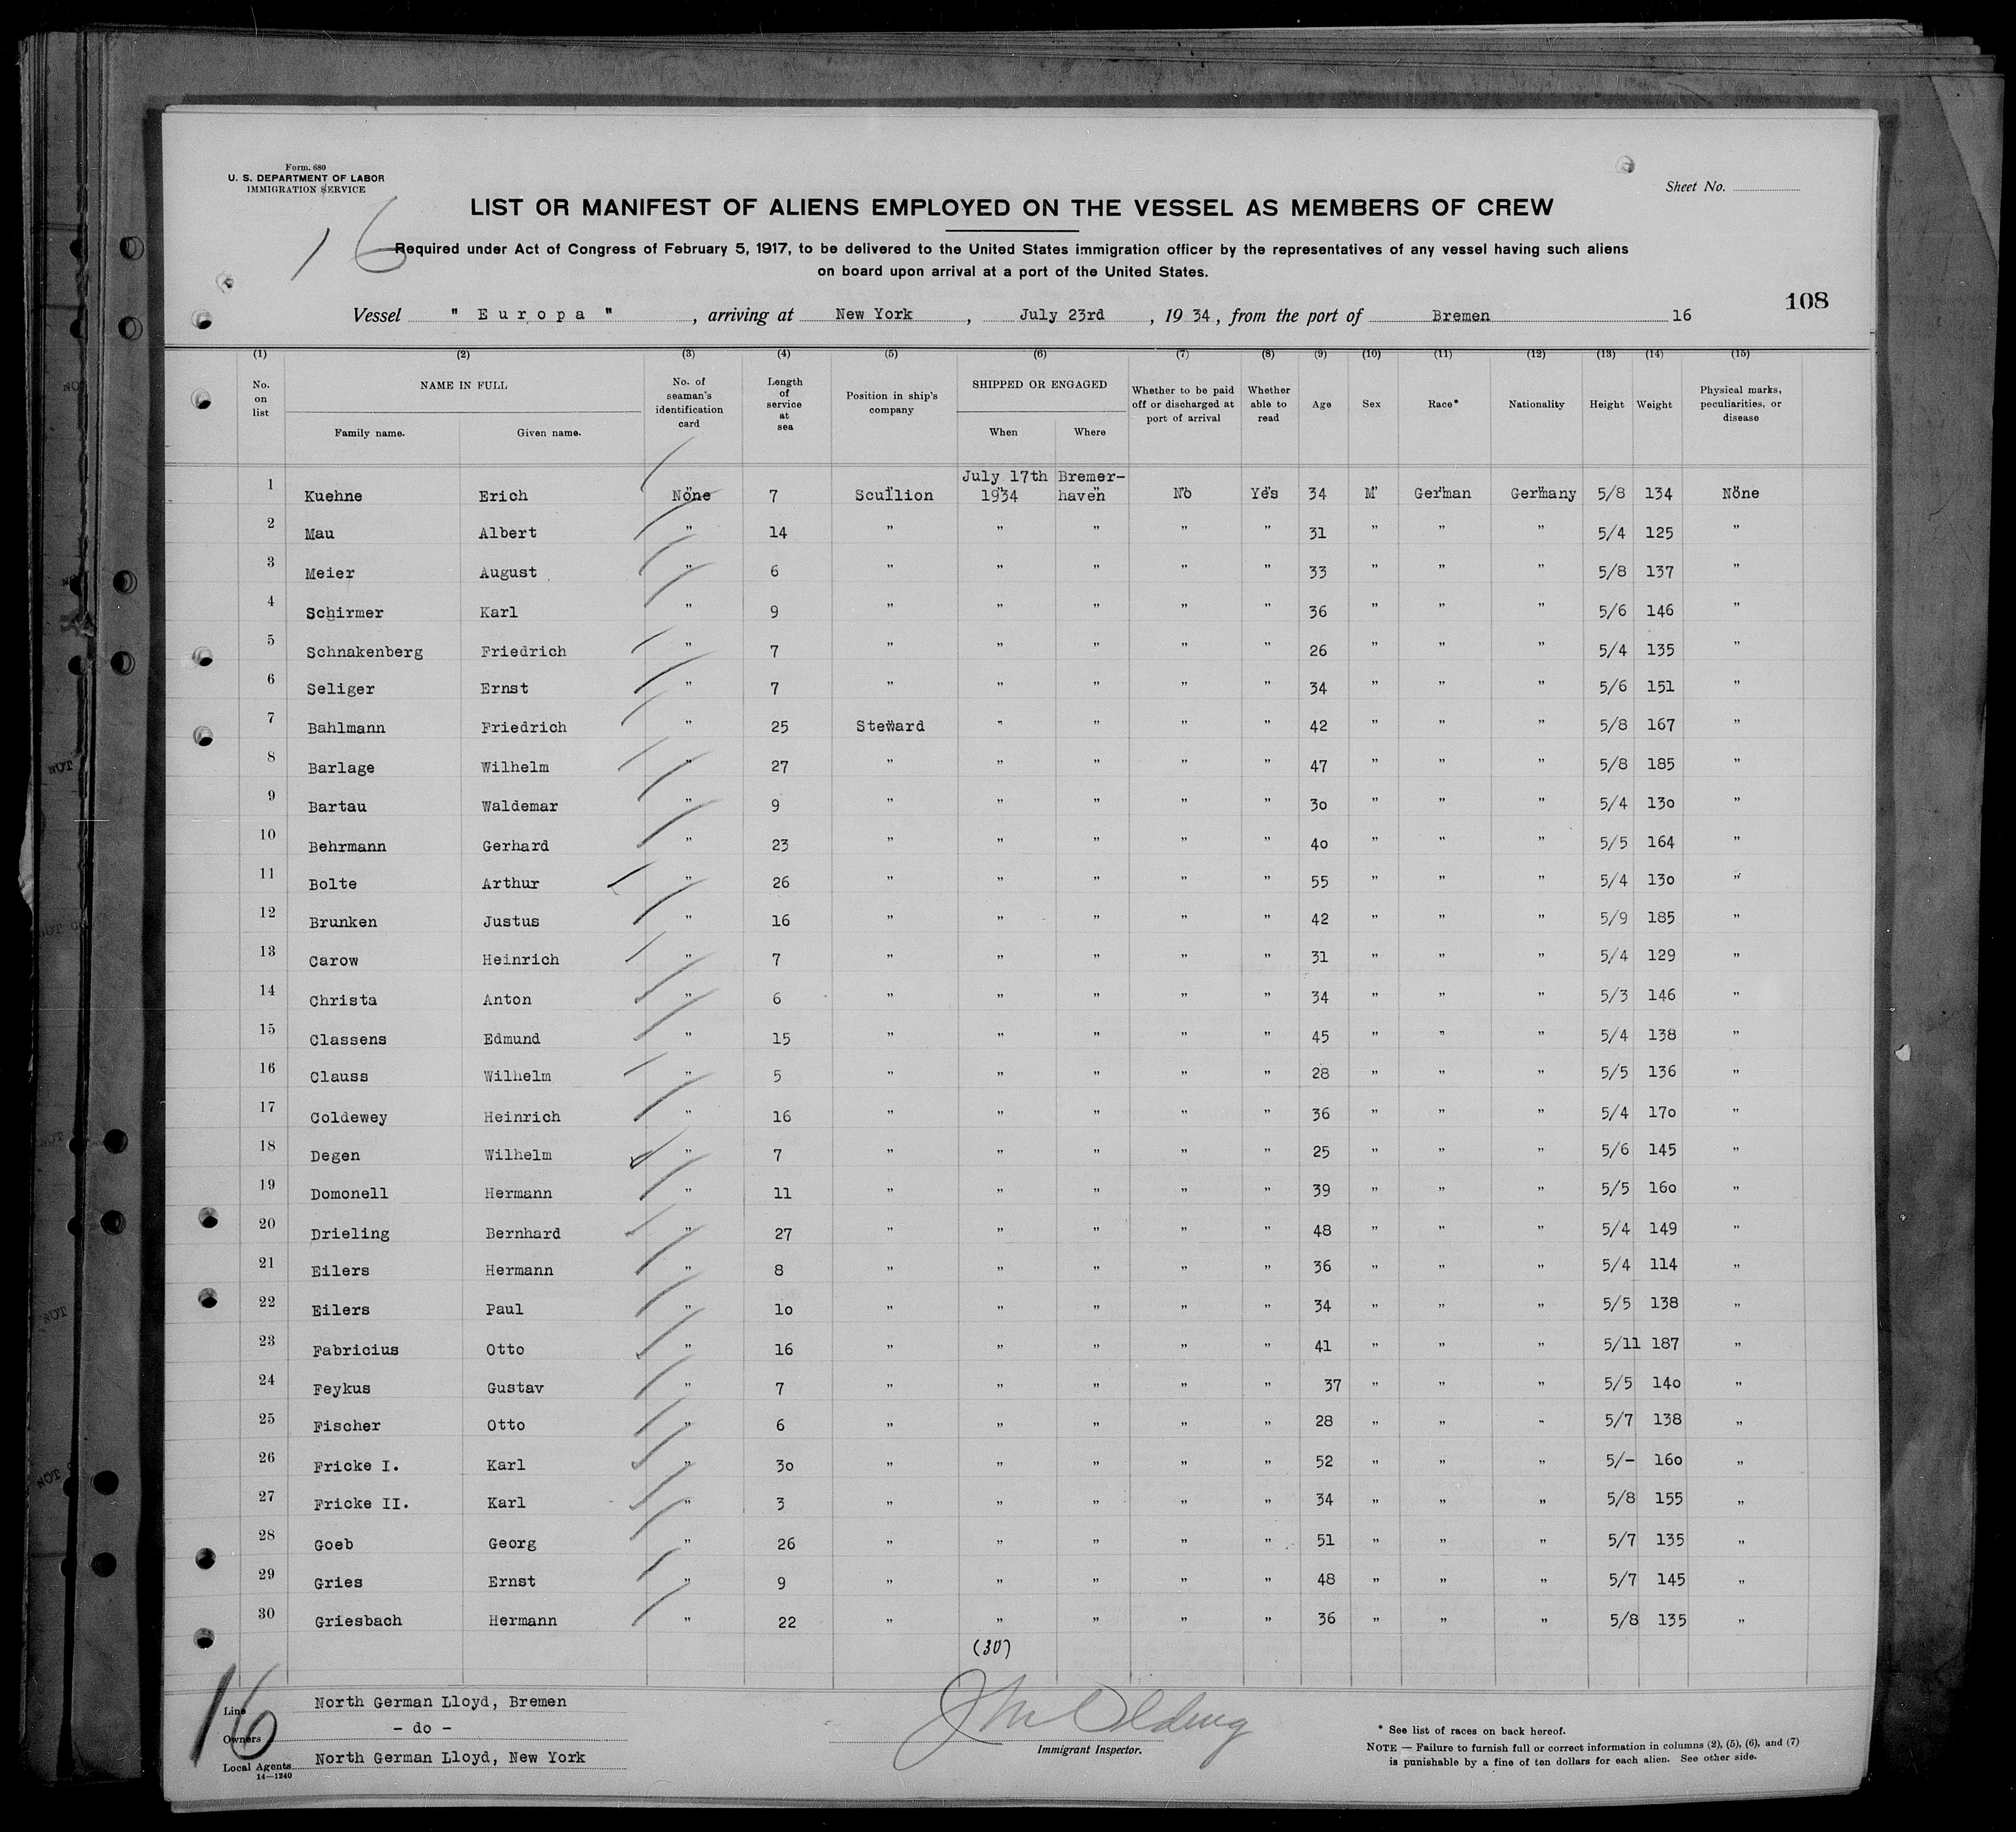 Form. 680
U. S. DEPARTMENT OF LABOR
IMMIGRATION SERVICE
Sheet No.
16
LIST OR MANIFEST OF ALIENS EMPLOYED ON THE VESSEL AS MEMBERS OF CREW
Required under Act of Congress of February 5, 1917, to be delivered to the United States immigration officer by the representatives of any vessel having such aliens
on board upon arrival at a port of the United States.
108
Vessel " Europa " , arriving at New York , July 23rd , 19 34 , from the port of Bremen 16
(1) (2) (3) (4) (5) (6) (7) (8) (9) (10) (11) (12) (13) (14) (15)
No. on list NAME IN FULL Family name. Given name. No. of seaman's identification card Length of service at sea Position in ship's company SHIPPED OR ENGAGED When Where Whether to be paid off or discharged at port of arrival Whether able to read Age Sex Race* Nationality Height Weight Physical marks, peculiarities, or disease
1 Kuehne Erich None 7 Scullion July 17th 1934 Bremer-haven No Yes 34 M German Germany 5/8 134 None
2 Mau Albert " 14 " " " " " 31 " " " 5/4 125 "
3 Meier August " 6 " " " " " 33 " " " 5/8 137 "
4 Schirmer Karl " 9 " " " " " 36 " " " 5/6 146 "
5 Schnakenberg Friedrich " 7 " " " " " 26 " " " 5/4 135 "
6 Seliger Ernst " 7 " " " " " 34 " " " 5/6 151 "
7 Bahlmann Friedrich " 25 Steward " " " " 42 " " " 5/8 167 "
8 Barlage Wilhelm " 27 " " " " " 47 " " " 5/8 185 "
9 Bartau Waldemar " 9 " " " " " 30 " " " 5/4 130 "
10 Behrmann Gerhard " 23 " " " " " 40 " " " 5/5 164 "
11 Bolte Arthur " 26 " " " " " 55 " " " 5/4 130 "
12 Brunken Justus " 16 " " " " " 42 " " " 5/9 185 "
13 Carow Heinrich " 7 " " " " " 31 " " " 5/4 129 "
14 Christa Anton " 6 " " " " " 34 " " " 5/3 146 "
15 Classens Edmund " 15 " " " " " 45 " " " 5/4 138 "
16 Clauss Wilhelm " 5 " " " " " 28 " " " 5/5 136 "
17 Coldewey Heinrich " 16 " " " " " 36 " " " 5/4 170 "
18 Degen Wilhelm " 7 " " " " " 25 " " " 5/6 145 "
19 Domonell Hermann " 11 " " " " " 39 " " " 5/5 160 "
20 Drieling Bernhard " 27 " " " " " 48 " " " 5/4 149 "
21 Eilers Hermann " 8 " " " " " 36 " " " 5/4 114 "
22 Eilers Paul " 10 " " " " " 34 " " " 5/5 138 "
23 Fabricius Otto " 16 " " " " " 41 " " " 5/11 187 "
24 Feykus Gustav " 7 " " " " " 37 " " " 5/5 140 "
25 Fischer Otto " 6 " " " " " 28 " " " 5/7 138 "
26 Fricke I. Karl " 30 " " " " " 52 " " " 5/- 160 "
27 Fricke II. Karl " 3 " " " " " 34 " " " 5/8 155 "
28 Goeb Georg " 26 " " " " " 51 " " " 5/7 135 "
29 Gries Ernst " 9 " " " " " 48 " " " 5/7 145 "
30 Griesbach Hermann " 22 " " " " " 36 " " " 5/8 135 "
(30)
16
Line North German Lloyd, Bremen
Owners - do -
Local Agents North German Lloyd, New York
14—1240
Immigrant Inspector.
* See list of races on back hereof.
NOTE — Failure to furnish full or correct information in columns (2), (5), (6), and (7)
is punishable by a fine of ten dollars for each alien. See other side.